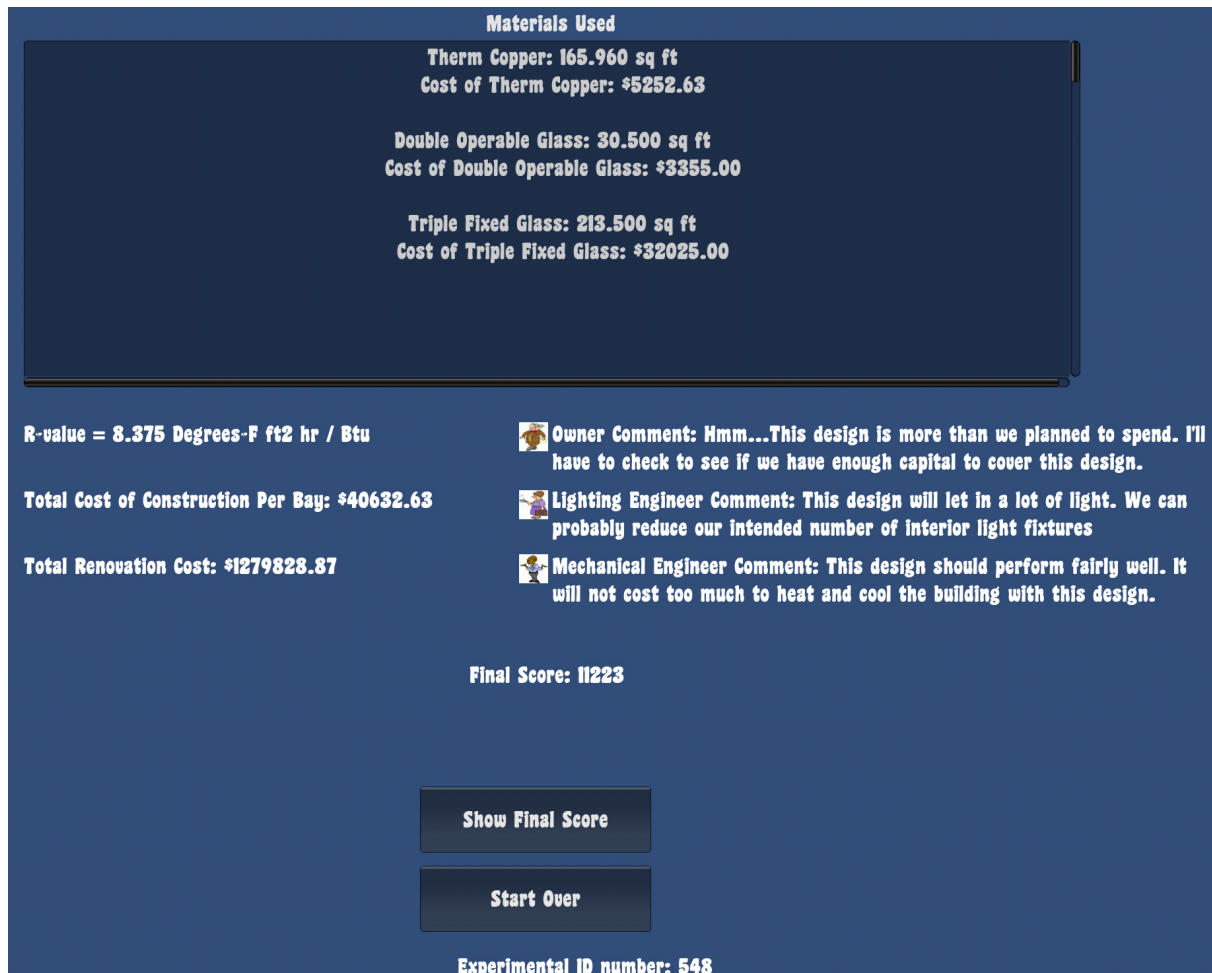 Materials Used
Therm Copper: 165.960 sq ft
Cost of Therm Copper: $5252.63
Double Operable Glass: 30.500 sq ft
Cost of Double Operable Glass: $3355.00
Triple Fixed Glass: 213.500 sq ft
Cost of Triple Fixed Glass: $32025.00
R-value = 8.375 Degrees-F ft2 hr / Btu
Owner Comment: Hmm...This design is more than we planned to spend. I'll
have to check to see if we have enough capital to cover this design.
Total Cost of Construction Per Bay: $40632.63
Lighting Engineer Comment: This design will let in a lot of light. We can
probably reduce our intended number of interior light fixtures
Total Renovation Cost: $1279828.87
Mechanical Engineer Comment: This design should perform fairly well. It
will not cost too much to heat and cool the building with this design.
Final Score: 11223
Show Final Score
Start Over
Experimental ID number: 548